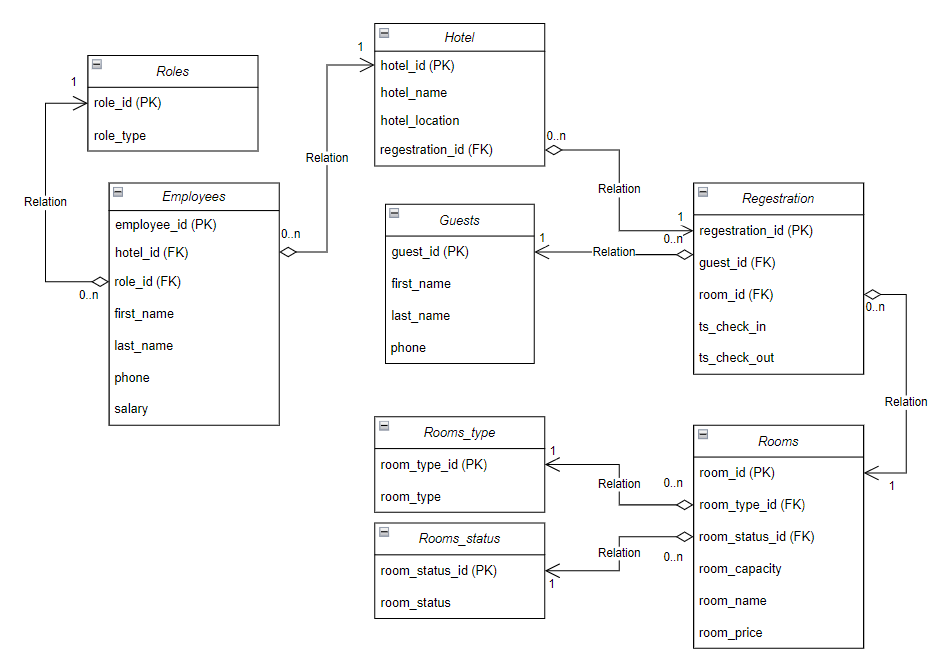 Hotel
hotel_id (PK)
hotel_name
hotel_location
regestration_id (FK)
1
0..n
Relation
Roles
role_id (PK)
role_type
1
Relation
0..n
Employees
employee_id (PK)
hotel_id (FK)
role_id (FK)
first_name
last_name
phone
salary
0..n
Relation
1
0..n
Guests
guest_id (PK)
first_name
last_name
phone
1
Relation
Regestration
regestration_id (PK)
guest_id (FK)
room_id (FK)
ts_check_in
ts_check_out
0..n
Relation
1
Rooms_type
room_type_id (PK)
room_type
1
Relation
0..n
Rooms_status
room_status_id (PK)
room_status
1
Relation
0..n
Rooms
room_id (PK)
room_type_id (FK)
room_status_id (FK)
room_capacity
room_name
room_price